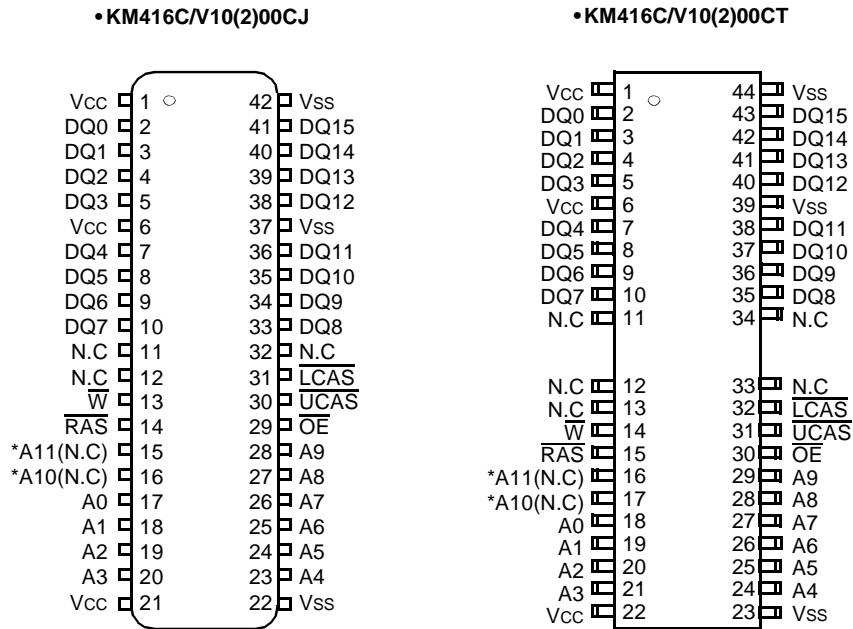 •KM416C/V10(2)00CJ
VCC 1 42 VSS
DQ0 2 41 DQ15
DQ1 3 40 DQ14
DQ2 4 39 DQ13
DQ3 5 38 DQ12
VCC 6 37 VSS
DQ4 7 36 DQ11
DQ5 8 35 DQ10
DQ6 9 34 DQ9
DQ7 10 33 DQ8
N.C 11 32 N.C
N.C 12 31 LCAS
W 13 30 UCAS
RAS 14 29 OE
*A11(N.C) 15 28 A9
*A10(N.C) 16 27 A8
A0 17 26 A7
A1 18 25 A6
A2 19 24 A5
A3 20 23 A4
VCC 21 22 VSS
•KM416C/V10(2)00CT
VCC 1 44 VSS
DQ0 2 43 DQ15
DQ1 3 42 DQ14
DQ2 4 41 DQ13
DQ3 5 40 DQ12
VCC 6 39 VSS
DQ4 7 38 DQ11
DQ5 8 37 DQ10
DQ6 9 36 DQ9
DQ7 10 35 DQ8
N.C 11 34 N.C
N.C 12 33 N.C
N.C 13 32 LCAS
W 14 31 UCAS
RAS 15 30 OE
*A11(N.C) 16 29 A9
*A10(N.C) 17 28 A8
A0 18 27 A7
A1 19 26 A6
A2 20 25 A5
A3 21 24 A4
VCC 22 23 VSS